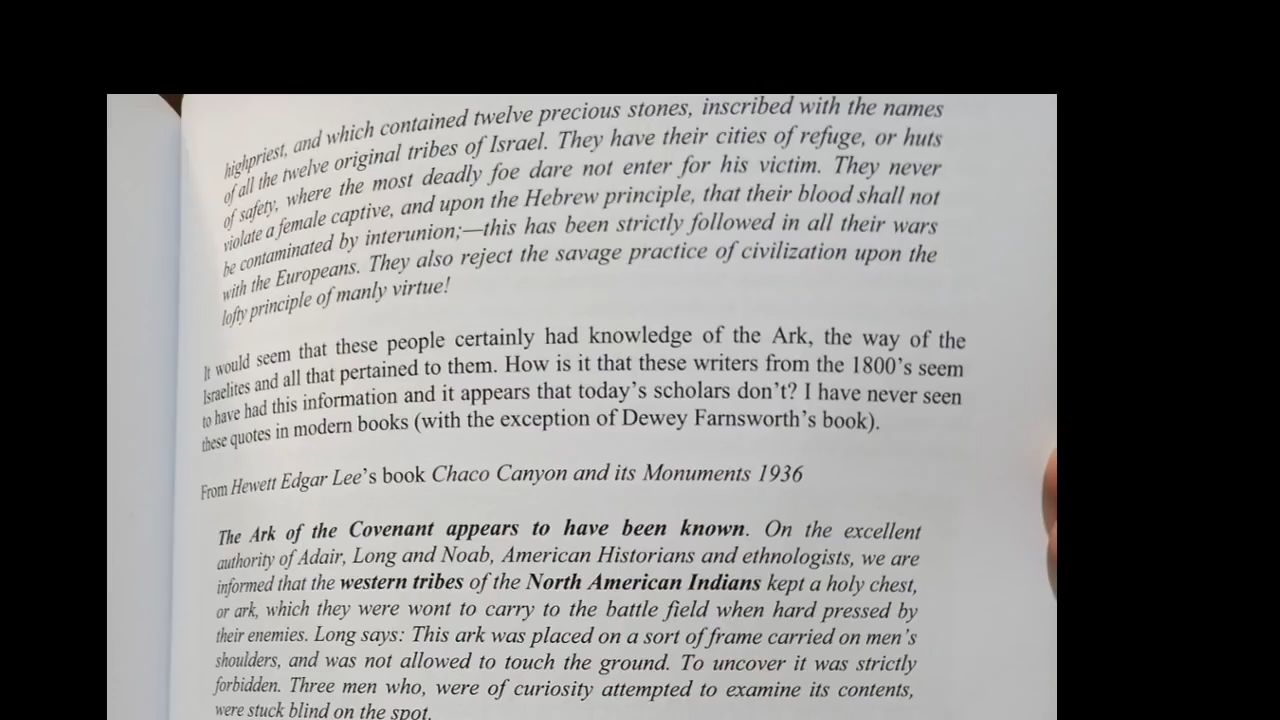 highpriest, and which contained twelve precious stones, inscribed with the names
of all the twelve original tribes of Israel. They have their cities of refuge, or huts
of safety, where the most deadly foe dare not enter for his victim. They never
violate a female captive, and upon the Hebrew principle, that their blood shall not
be contaminated by interunion;—this has been strictly followed in all their wars
with the Europeans. They also reject the savage practice of civilization upon the
lofty principle of manly virtue!
It would seem that these people certainly had knowledge of the Ark, the way of the
Israelites and all that pertained to them. How is it that these writers from the 1800's seem
to have had this information and it appears that today's scholars don't? I have never seen
these quotes in modern books (with the exception of Dewey Farnsworth's book).
From Hewett Edgar Lee's book Chaco Canyon and its Monuments 1936
The Ark of the Covenant appears to have been known. On the excellent
authority of Adair, Long and Noab, American Historians and ethnologists, we are
informed that the western tribes of the North American Indians kept a holy chest,
or ark, which they were wont to carry to the battle field when hard pressed by
their enemies. Long says: This ark was placed on a sort of frame carried on men's
shoulders, and was not allowed to touch the ground. To uncover it was strictly
forbidden. Three men who, were of curiosity attempted to examine its contents,
were stuck blind on the spot.